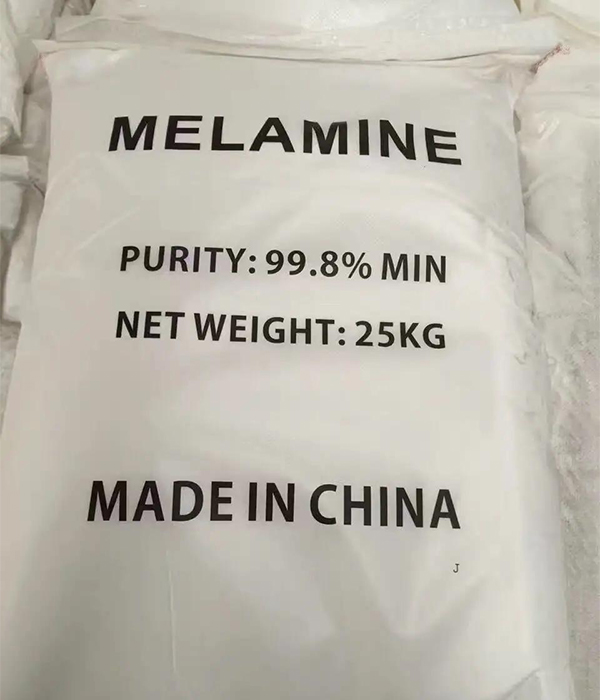 MELAMINE
PURITY: 99.8% MIN
NET WEIGHT: 25KG
MADE IN CHINA
J